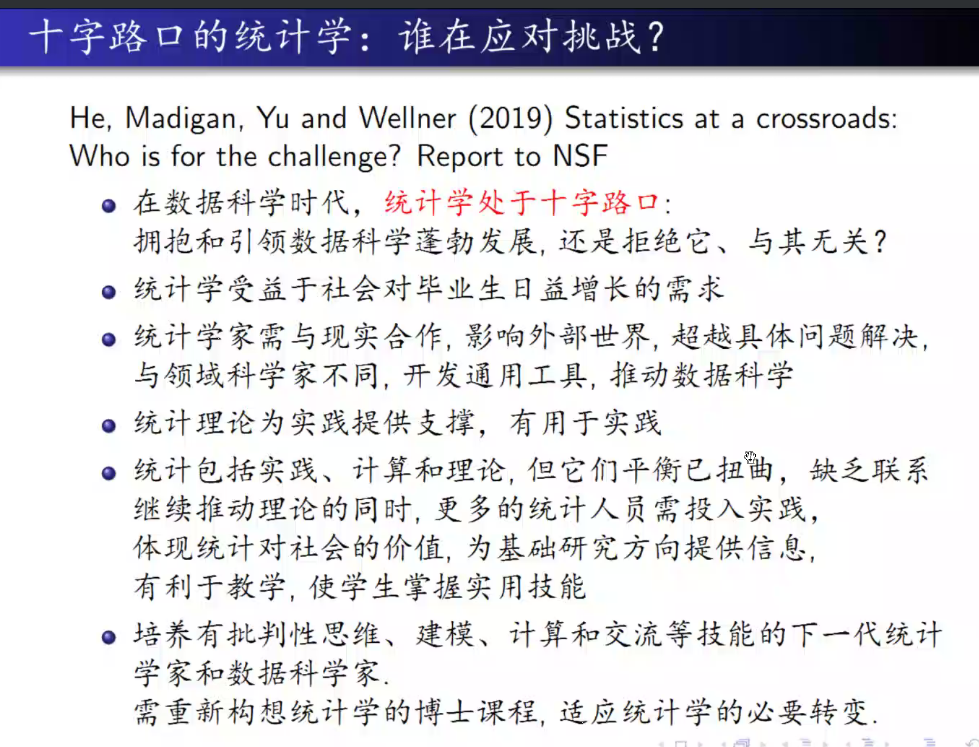 十字路口的统计学：谁在应对挑战？
He, Madigan, Yu and Wellner (2019) Statistics at a crossroads:
Who is for the challenge? Report to NSF
在数据科学时代，统计学处于十字路口:
拥抱和引领数据科学蓬勃发展, 还是拒绝它、与其无关？
统计学受益于社会对毕业生日益增长的需求
统计学家需与现实合作, 影响外部世界, 超越具体问题解决,
与领域科学家不同, 开发通用工具, 推动数据科学
统计理论为实践提供支撑，有用于实践
统计包括实践、计算和理论, 但它们平衡已扭曲，缺乏联系
继续推动理论的同时, 更多的统计人员需投入实践，
体现统计对社会的价值, 为基础研究方向提供信息,
有利于教学, 使学生掌握实用技能
培养有批判性思维、建模、计算和交流等技能的下一代统计
学家和数据科学家.
需重新构想统计学的博士课程, 适应统计学的必要转变.